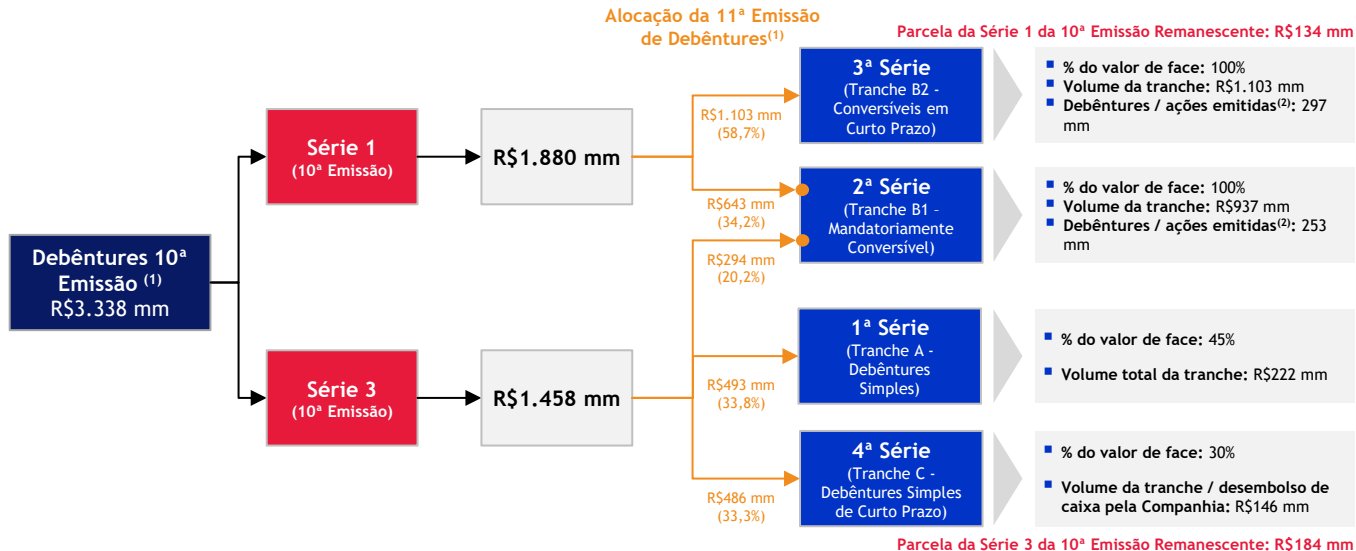 Alocação da 11ª Emissão
de Debêntures(1)
Parcela da Série 1 da 10ª Emissão Remanescente: R$134 mm
Debêntures 10ª
Emissão (1)
R$3.338 mm
Série 1
(10ª Emissão)
R$1.880 mm
Série 3
(10ª Emissão)
R$1.458 mm
R$1.103 mm
(58,7%)
R$643 mm
(34,2%)
R$294 mm
(20,2%)
R$493 mm
(33,8%)
R$486 mm
(33,3%)
3ª Série
(Tranche B2 -
Conversíveis em
Curto Prazo)
▪ % do valor de face: 100%
▪ Volume da tranche: R$1.103 mm
▪ Debêntures / ações emitidas(2): 297
mm
2ª Série
(Tranche B1 –
Mandatoriamente
Conversível)
▪ % do valor de face: 100%
▪ Volume da tranche: R$937 mm
▪ Debêntures / ações emitidas(2): 253
mm
1ª Série
(Tranche A -
Debêntures
Simples)
▪ % do valor de face: 45%
▪ Volume total da tranche: R$222 mm
4ª Série
(Tranche C -
Debêntures Simples
de Curto Prazo)
▪ % do valor de face: 30%
▪ Volume da tranche / desembolso de
caixa pela Companhia: R$146 mm
Parcela da Série 3 da 10ª Emissão Remanescente: R$184 mm